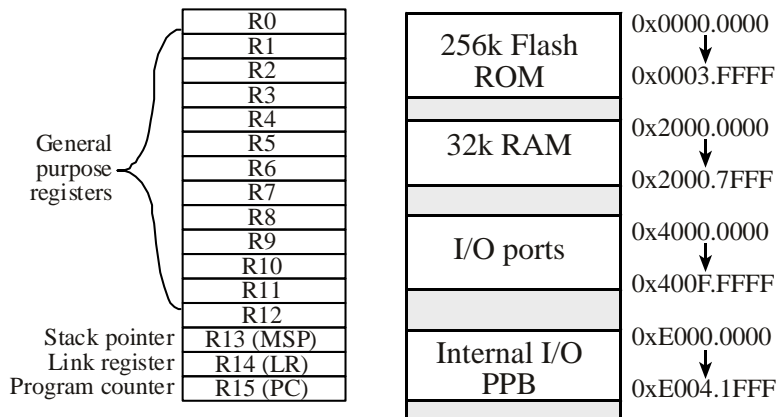 R0
R1
R2
R3
R4
R5
R6
R7
R8
R9
R10
R11
R12
R13 (MSP)
R14 (LR)
R15 (PC)
General
purpose
registers
Stack pointer
Link register
Program counter
256k Flash
ROM
0x0000.0000
0x0003.FFFF
32k RAM
0x2000.0000
0x2000.7FFF
I/O ports
0x4000.0000
0x400F.FFFF
Internal I/O
PPB
0xE000.0000
0xE004.1FFF